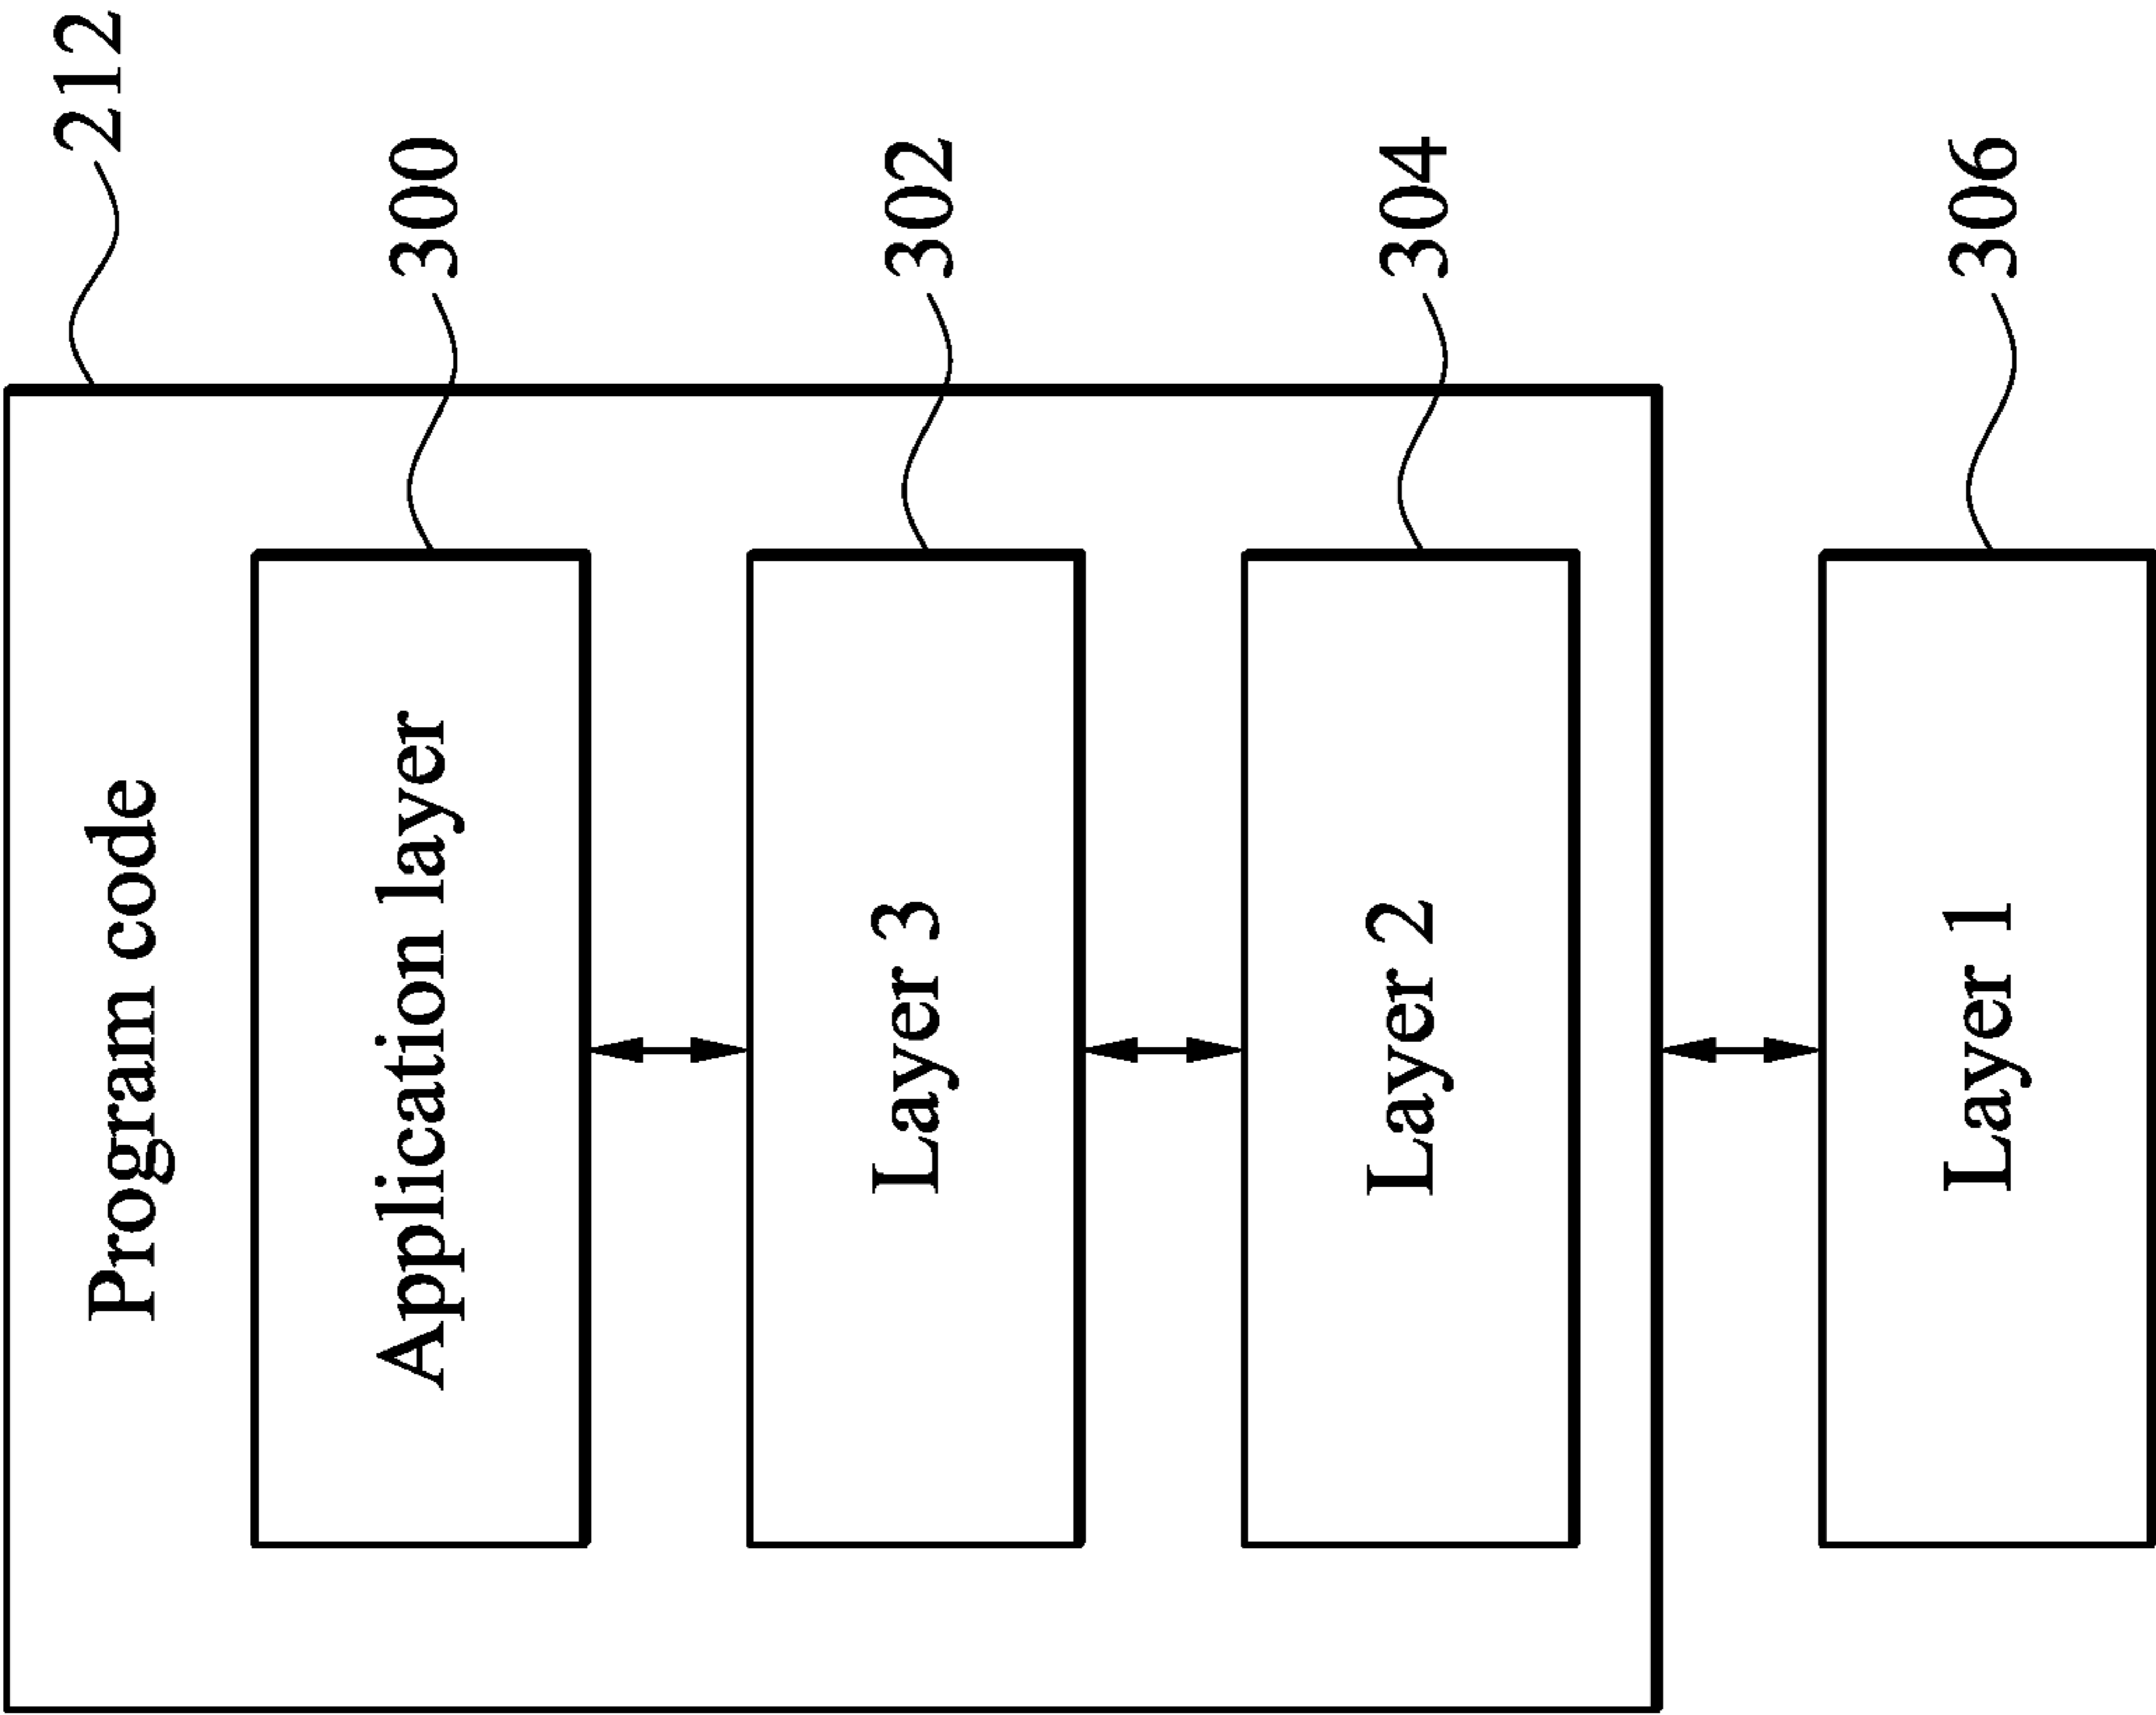 Program code
212
Application layer
300
Layer 3
302
Layer 2
304
Layer 1
306